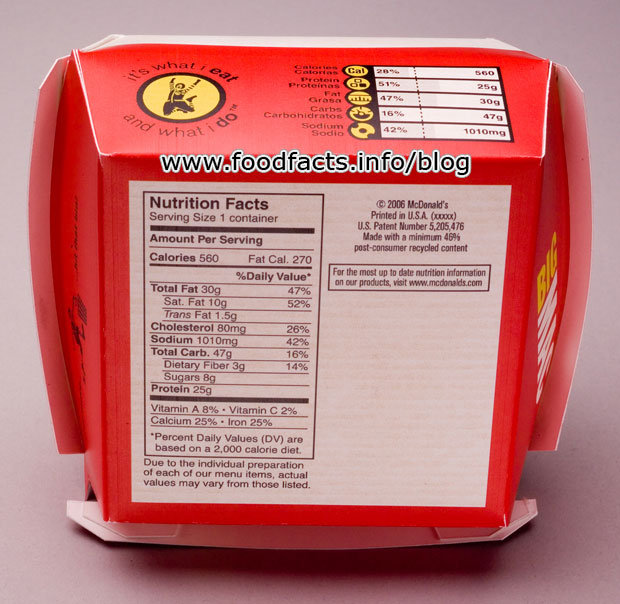 it's what i eat
and what i do™
Calories
Calorías Cal 28% 560
Protein
Proteínas 51% 25g
Fat
Grasa 47% 30g
Carbs
Carbohidratos 16% 47g
Sodium
Sodio 42% 1010mg
www.foodfacts.info/blog
Nutrition Facts
Serving Size 1 container
Amount Per Serving
Calories 560 Fat Cal. 270
%Daily Value*
Total Fat 30g 47%
Sat. Fat 10g 52%
Trans Fat 1.5g
Cholesterol 80mg 26%
Sodium 1010mg 42%
Total Carb. 47g 16%
Dietary Fiber 3g 14%
Sugars 8g
Protein 25g
Vitamin A 8% • Vitamin C 2%
Calcium 25% • Iron 25%
*Percent Daily Values (DV) are
based on a 2,000 calorie diet.
Due to the individual preparation
of each of our menu items, actual
values may vary from those listed.
© 2006 McDonald's
Printed in U.S.A. (xxxxx)
U.S. Patent Number 5,205,476
Made with a minimum 46%
post-consumer recycled content
For the most up to date nutrition information
on our products, visit www.mcdonalds.com
BIG